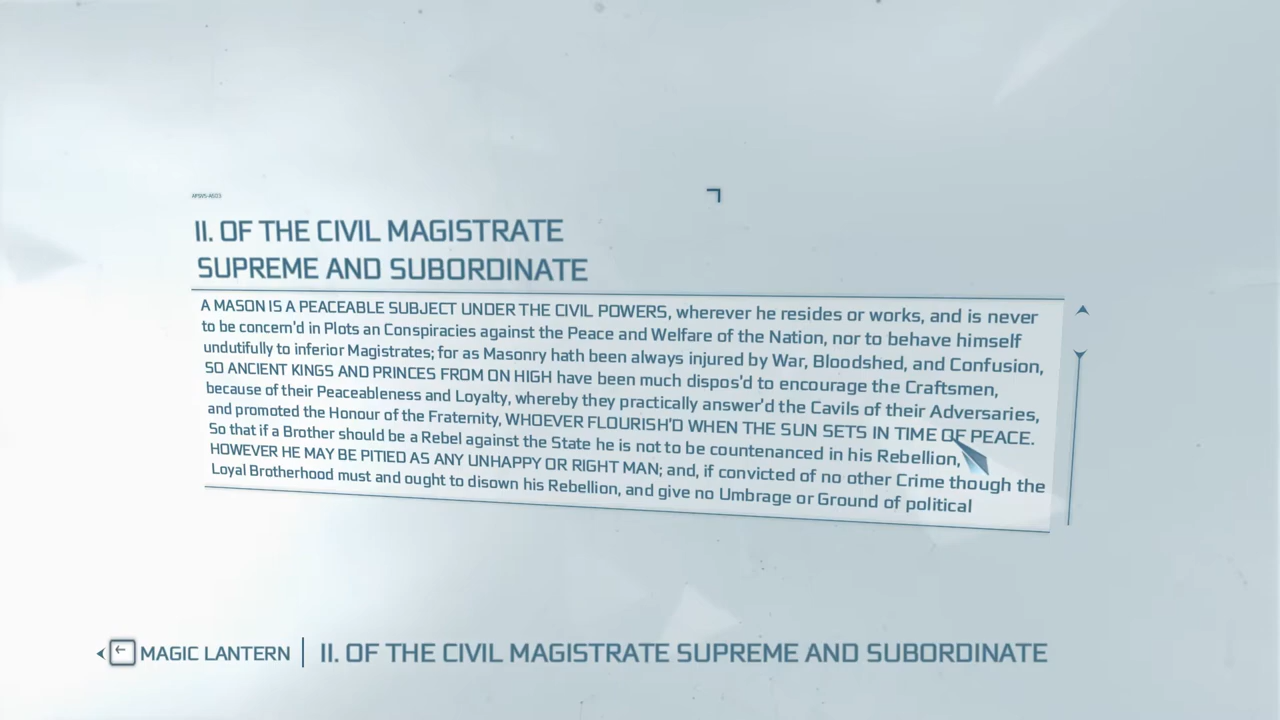 II. OF THE CIVIL MAGISTRATE
SUPREME AND SUBORDINATE
A MASON IS A PEACEABLE SUBJECT UNDER THE CIVIL POWERS, wherever he resides or works, and is never
to be concern'd in Plots an Conspiracies against the Peace and Welfare of the Nation, nor to behave himself
undutifully to inferior Magistrates; for as Masonry hath been always injured by War, Bloodshed, and Confusion,
SO ANCIENT KINGS AND PRINCES FROM ON HIGH have been much dispos'd to encourage the Craftsmen,
because of their Peaceableness and Loyalty, whereby they practically answer'd the Cavils of their Adversaries,
and promoted the Honour of the Fraternity, WHOEVER FLOURISH'D WHEN THE SUN SETS IN TIME OF PEACE.
So that if a Brother should be a Rebel against the State he is not to be countenanced in his Rebellion,
HOWEVER HE MAY BE PITIED AS ANY UNHAPPY OR RIGHT MAN; and, if convicted of no other Crime though the
Loyal Brotherhood must and ought to disown his Rebellion, and give no Umbrage or Ground of political
MAGIC LANTERN
II. OF THE CIVIL MAGISTRATE SUPREME AND SUBORDINATE